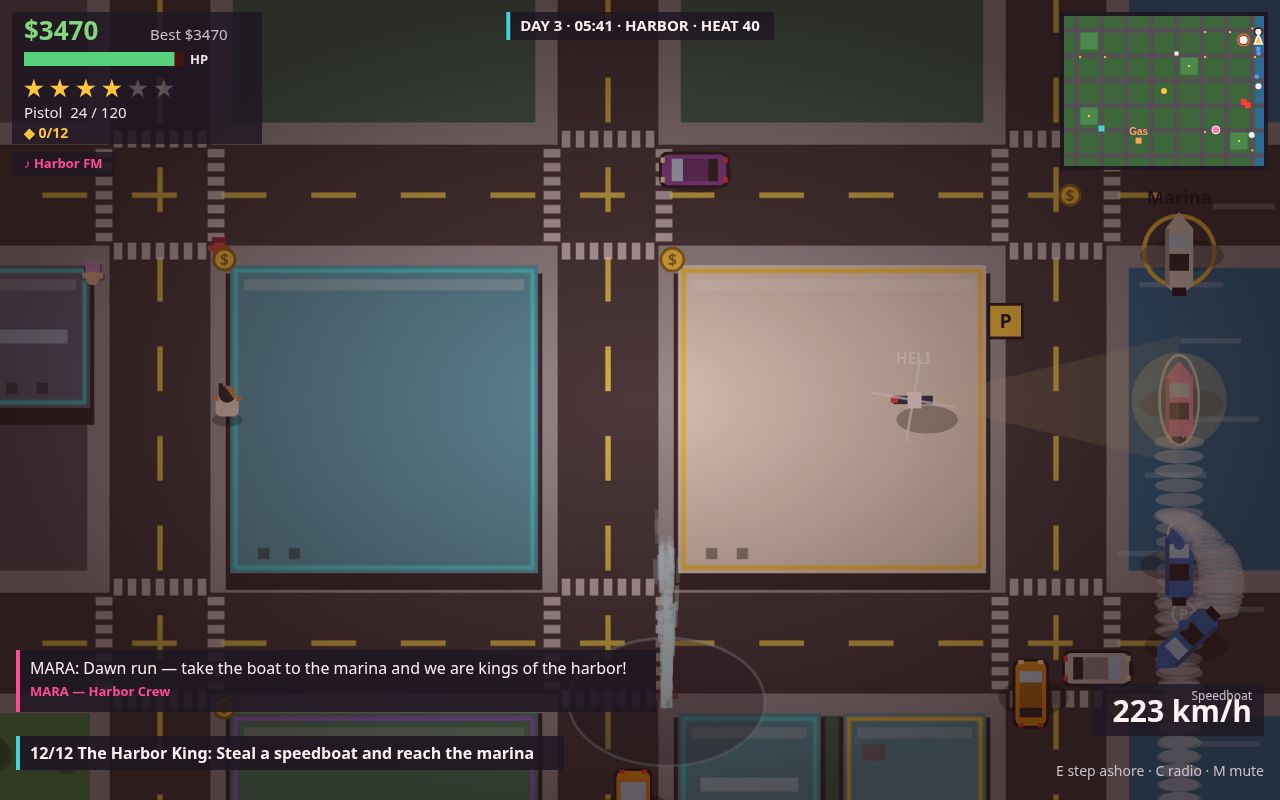 $3470 Best $3470
HP
Pistol 24 / 120
0/12
♪ Harbor FM
DAY 3 · 05:41 · HARBOR · HEAT 40
Gas
Marina
$
$
$
P
HELI
MARA: Dawn run — take the boat to the marina and we are kings of the harbor!
MARA — Harbor Crew
12/12 The Harbor King: Steal a speedboat and reach the marina
Speedboat
223 km/h
E step ashore · C radio · M mute